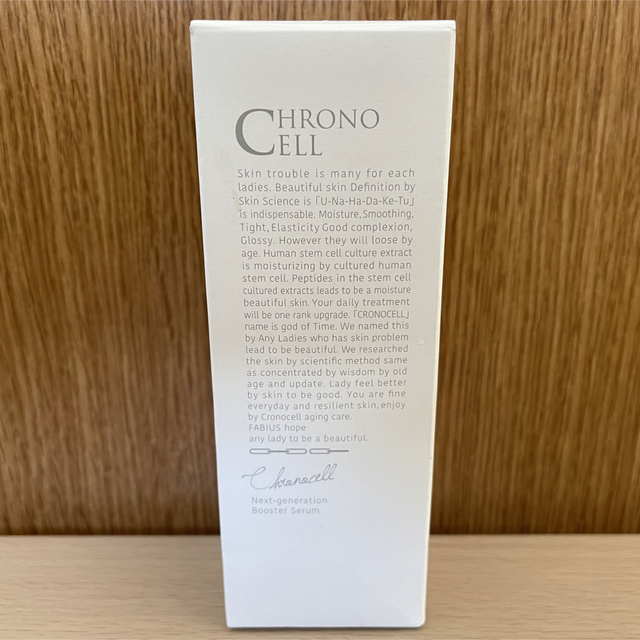 CHRONO
CELL
Skin trouble is many for each
ladies. Beautiful skin Definition by
Skin Science is「U-Na-Ha-Da-Ke-Tu」
is indispensable. Moisture, Smoothing,
Tight, Elasticity Good complexion,
Glossy. However they will loose by
age. Human stem cell culture extract
is moisturizing by cultured human
stem cell. Peptides in the stem cell
cultured extracts leads to be a moisture
beautiful skin. Your daily treatment
will be one rank upgrade.「CRONOCELL」
name is god of Time. We named this
by Any Ladies who has skin problem
lead to be beautiful. We researched
the skin by scientific method same
as concentrated by wisdom by old
age and update. Lady feel better
by skin to be good. You are fine
everyday and resilient skin, enjoy
by Cronocell aging care.
FABIUS hope
any lady to be a beautiful.
Chronocell
Next-generation
Booster Serum